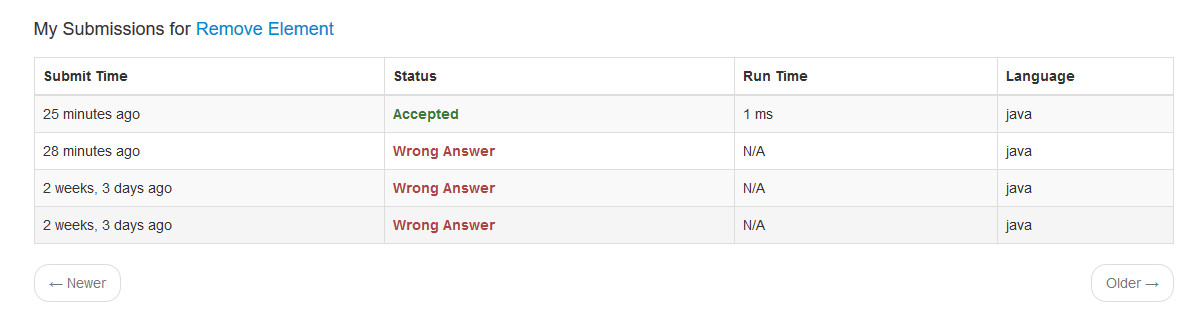 My Submissions for Remove Element
Submit Time Status Run Time Language
25 minutes ago Accepted 1 ms java
28 minutes ago Wrong Answer N/A java
2 weeks, 3 days ago Wrong Answer N/A java
2 weeks, 3 days ago Wrong Answer N/A java
← Newer Older →